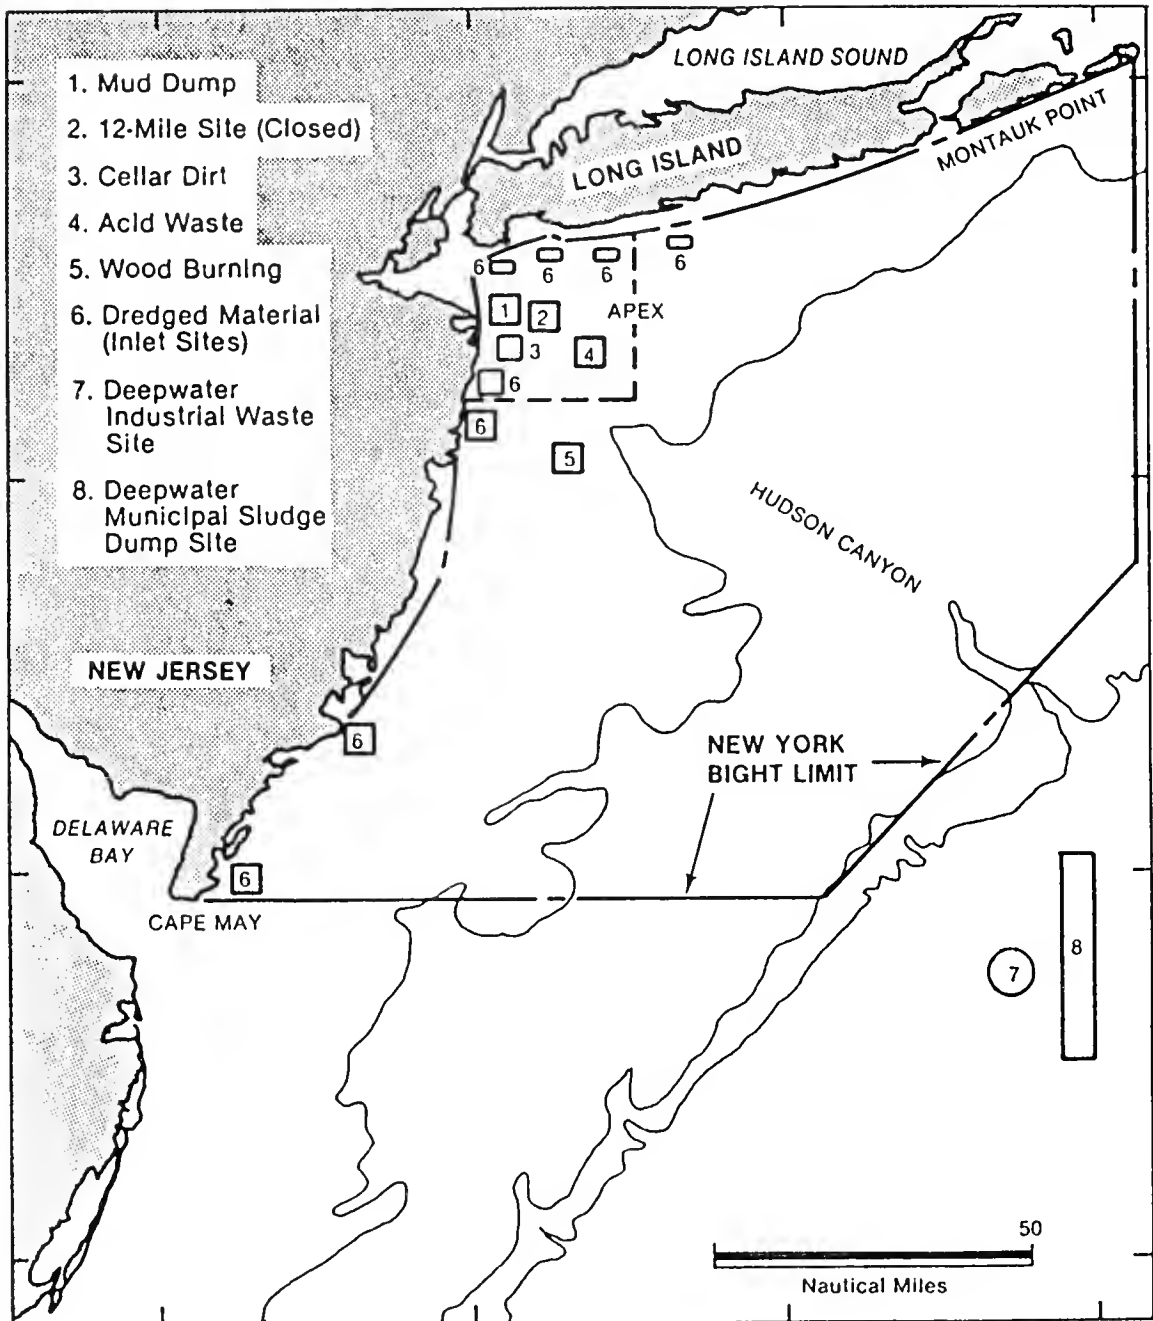 1. Mud Dump
2. 12-Mile Site (Closed)
3. Cellar Dirt
4. Acid Waste
5. Wood Burning
6. Dredged Material
(Inlet Sites)
7. Deepwater
Industrial Waste
Site
8. Deepwater
Municipal Sludge
Dump Site
LONG ISLAND SOUND
LONG ISLAND
MONTAUK POINT
6
6
6
6
1
2
APEX
3
4
6
6
5
HUDSON CANYON
NEW JERSEY
6
NEW YORK
BIGHT LIMIT
DELAWARE
BAY
6
CAPE MAY
7
8
50
Nautical Miles